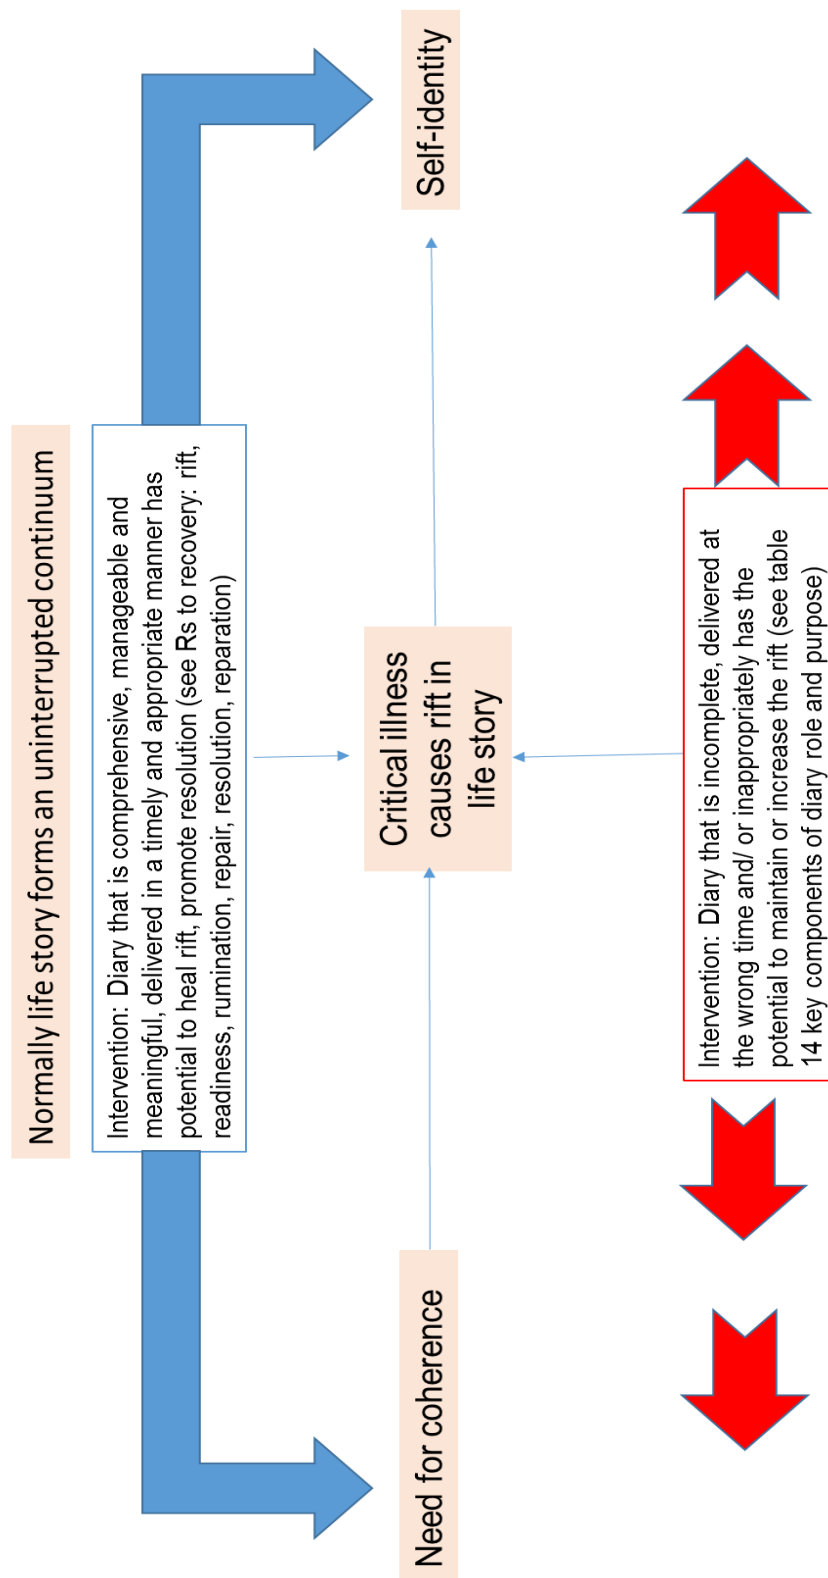 Normally life story forms an uninterrupted continuum
Intervention: Diary that is comprehensive, manageable and
meaningful, delivered in a timely and appropriate manner has
potential to heal rift, promote resolution (see Rs to recovery: rift,
readiness, rumination, repair, resolution, reparation)
Need for coherence
Critical illness
causes rift in
life story
Self-identity
Intervention: Diary that is incomplete, delivered at
the wrong time and/ or inappropriately has the
potential to maintain or increase the rift (see table
14 key components of diary role and purpose)